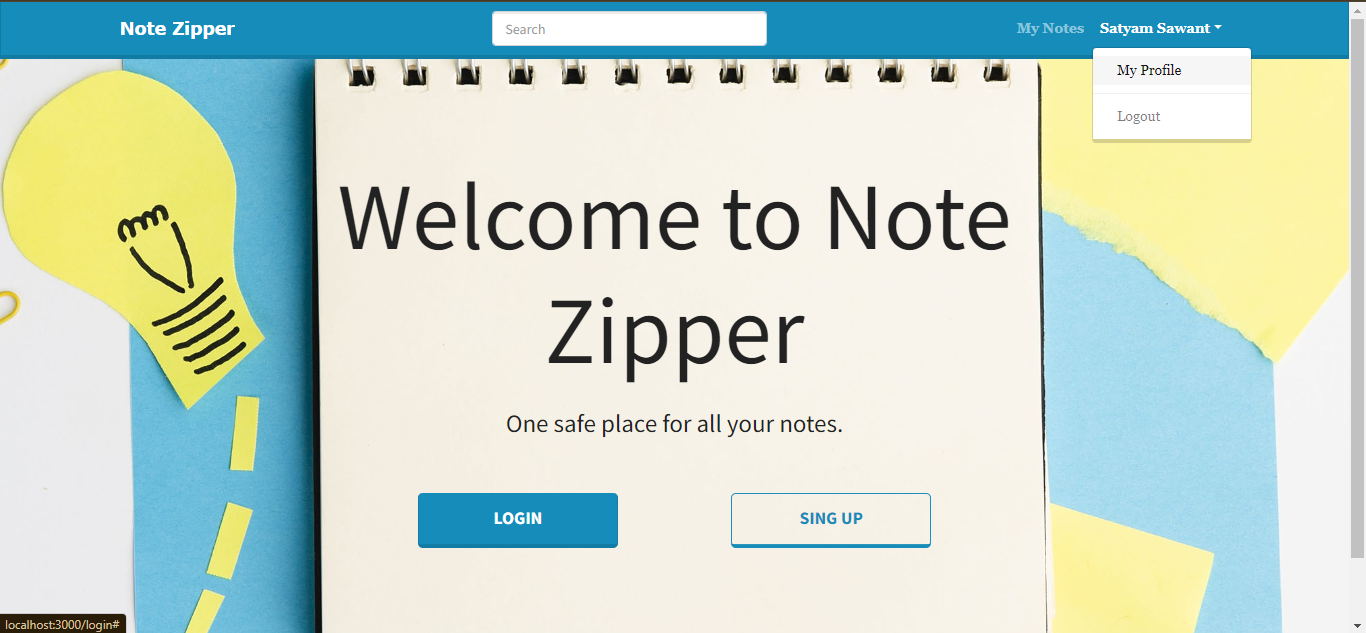 Note Zipper
Search
My Notes
Satyam Sawant
My Profile
Logout
Welcome to Note
Zipper
One safe place for all your notes.
LOGIN
SING UP
localhost:3000/login#